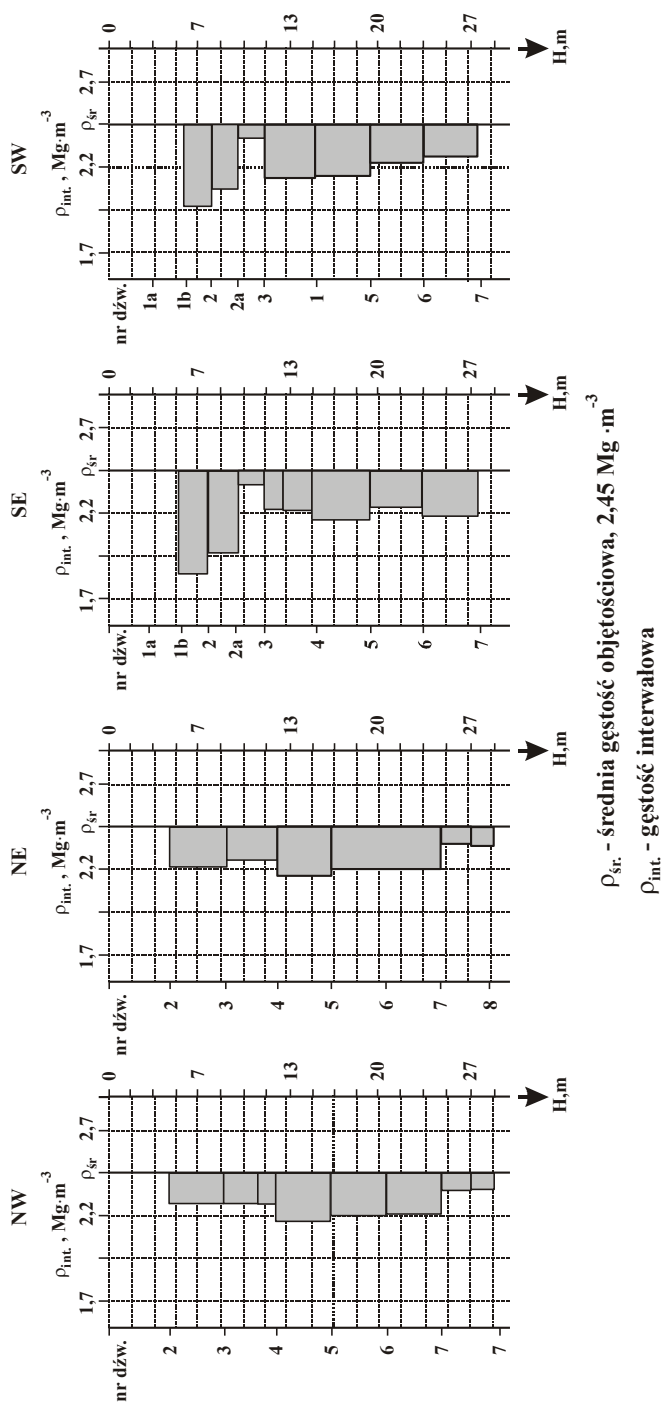 NW
ρint. , Mg·m-3
1,7 2,2 ρśr 2,7
nr dźw.
2
3
4
5
6
7
7
0
7
13
20
27
H,m
NE
ρint. , Mg·m-3
1,7 2,2 ρśr 2,7
nr dźw.
2
3
4
5
7
8
0
7
13
20
27
H,m
SE
ρint. , Mg·m-3
1,7 2,2 ρśr 2,7
nr dźw.
1a
1b
2
2a
3
4
5
6
7
0
7
13
20
27
H,m
SW
ρint. , Mg·m-3
1,7 2,2 ρśr 2,7
nr dźw.
1a
1b
2
2a
3
1
5
6
7
0
7
13
20
27
H,m
ρśr. - średnia gęstość objętościowa, 2,45 Mg ·m-3
ρint. - gęstość interwałowa